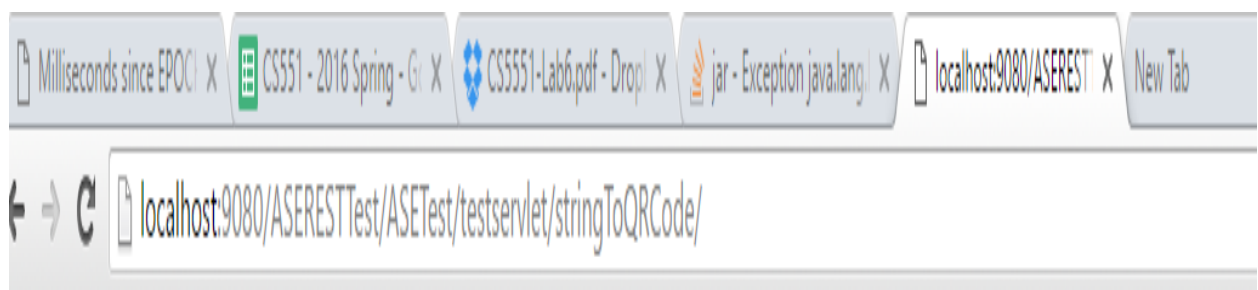 Milliseconds since EPOC CS551 - 2016 Spring - G CS5551-Lab6.pdf - Drop jar - Exception java.lang. localhost:9080/ASEREST New Tab
localhost:9080/ASERESTTest/ASETest/testservlet/stringToQRCode/